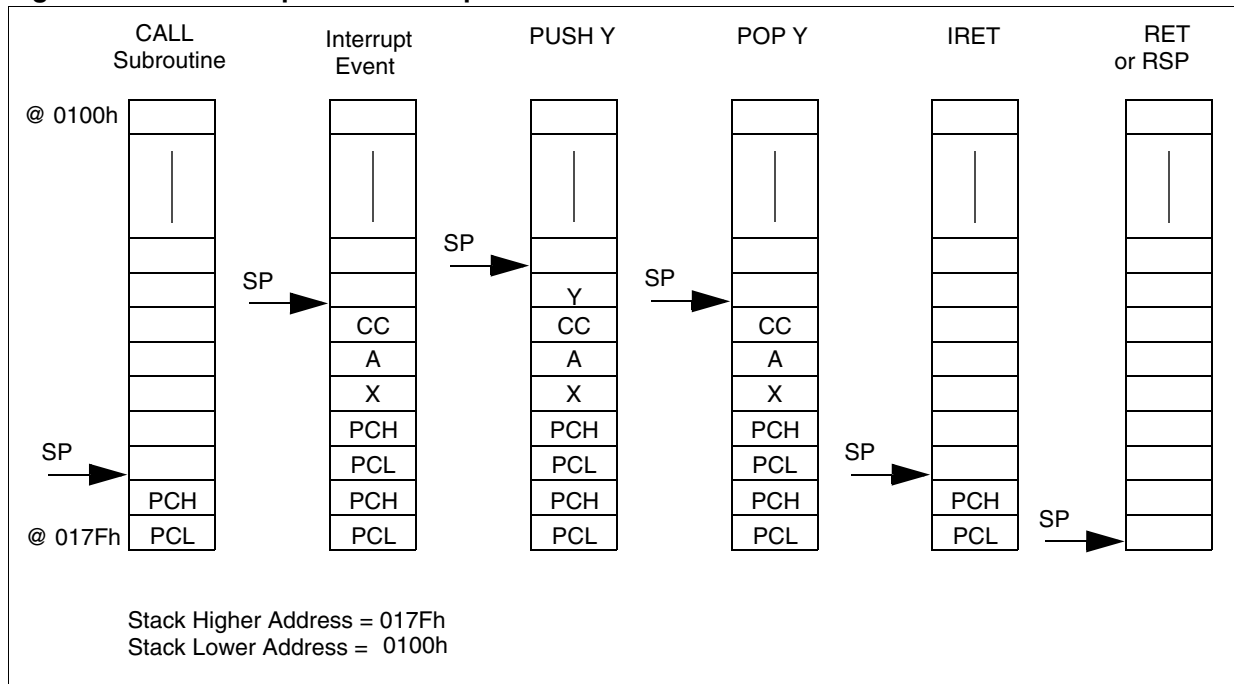 CALL
Subroutine
Interrupt
Event
PUSH Y
POP Y
IRET
RET
or RSP
@ 0100h
SP
SP
SP
Y
SP
CC
CC
CC
A
A
A
X
X
X
PCH
PCH
PCH
SP
PCL
PCL
PCL
SP
PCH
PCH
PCH
PCH
PCH
SP
@ 017Fh
PCL
PCL
PCL
PCL
PCL
Stack Higher Address = 017Fh
Stack Lower Address = 0100h